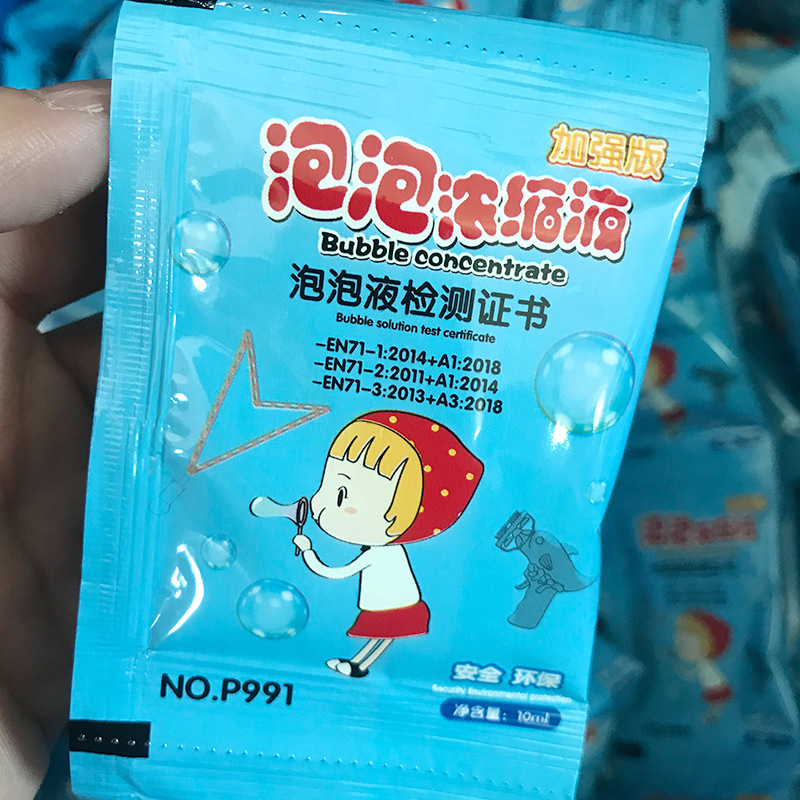 加强版
泡泡浓缩液
Bubble concentrate
泡泡液检测证书
Bubble solution test certificate
-EN71-1:2014+A1:2018
-EN71-2:2011+A1:2014
-EN71-3:2013+A3:2018
安全 环保
Security Environmental protection
NO.P991
净含量：10ml